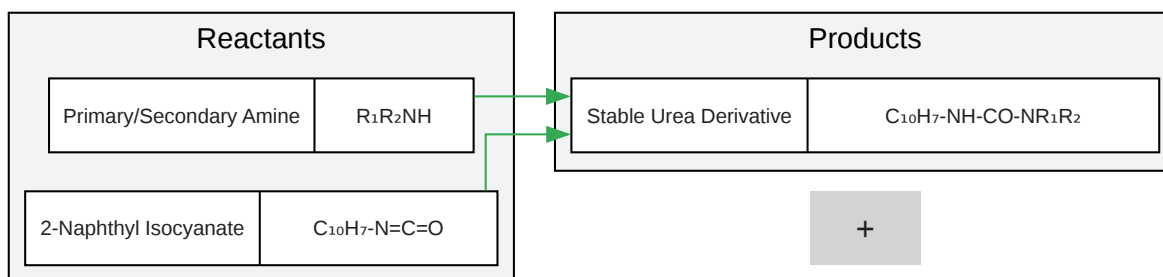 Reactants
Primary/Secondary Amine R₁R₂NH
2-Naphthyl Isocyanate C₁₀H₇-N=C=O
Products
Stable Urea Derivative C₁₀H₇-NH-CO-NR₁R₂
+